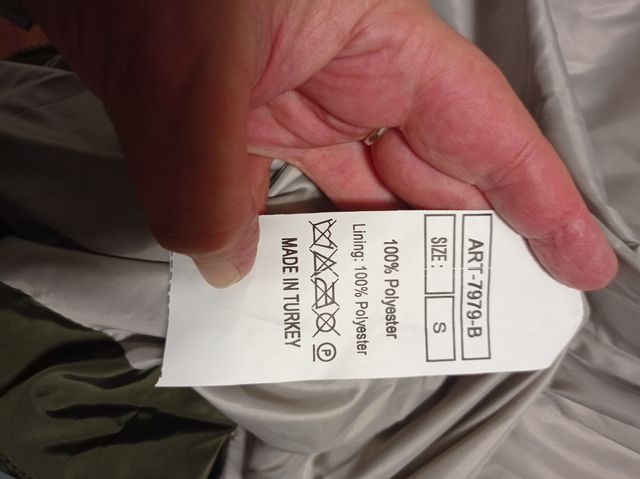 ART-7979-B
SIZE: S
100% Polyester
Lining: 100% Polyester
P
MADE IN TURKEY